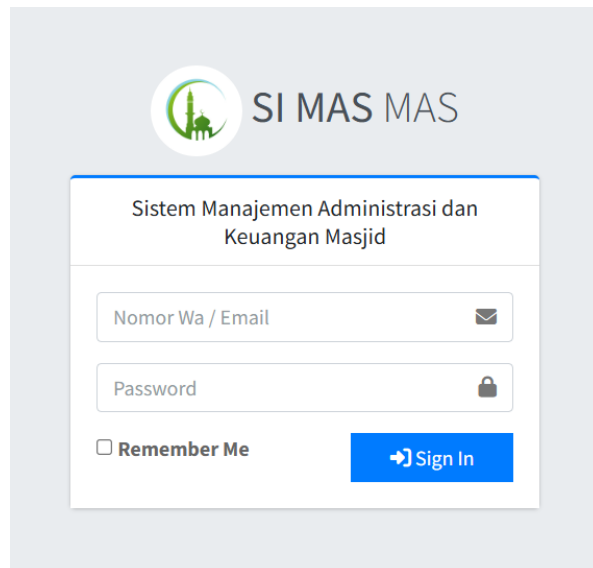 SI MAS MAS
Sistem Manajemen Administrasi dan
Keuangan Masjid
Nomor Wa / Email
Password
Remember Me
Sign In